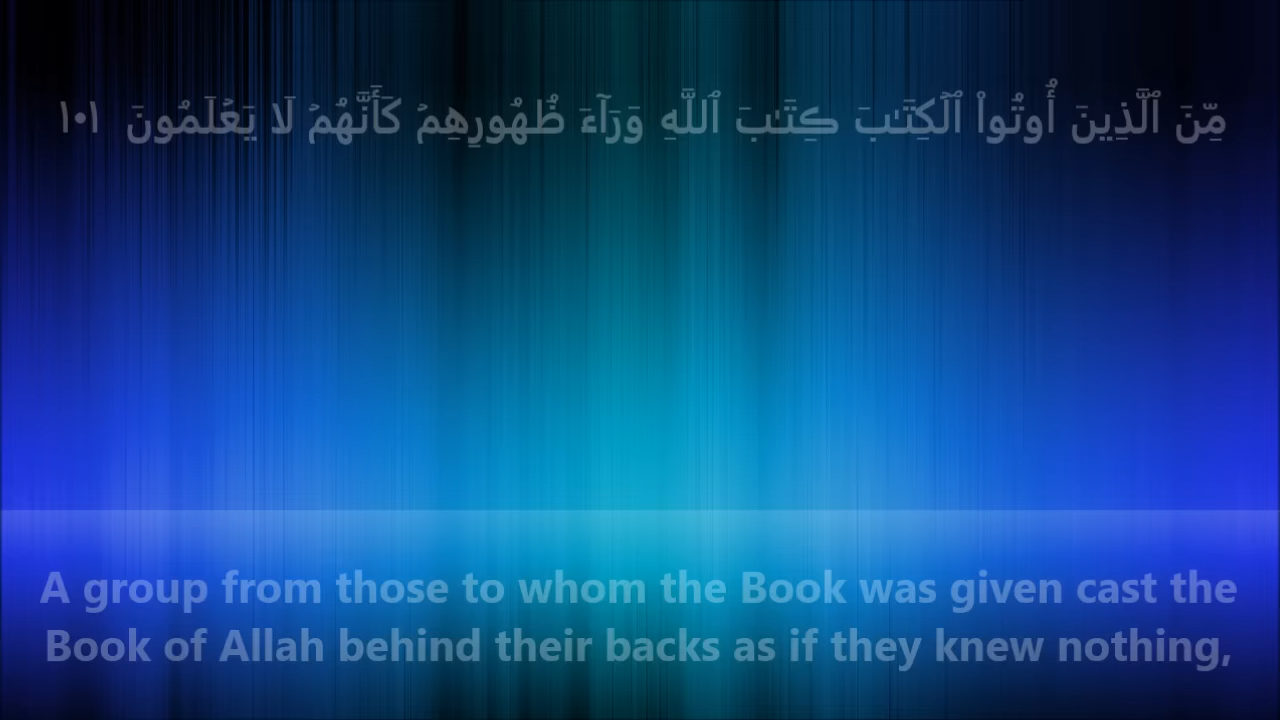 مِّنَ ٱلَّذِينَ أُوتُوا۟ ٱلْكِتَـٰبَ كِتَـٰبَ ٱللَّهِ وَرَآءَ ظُهُورِهِمْ كَأَنَّهُمْ لَا يَعْلَمُونَ ١٠١
A group from those to whom the Book was given cast the
Book of Allah behind their backs as if they knew nothing,